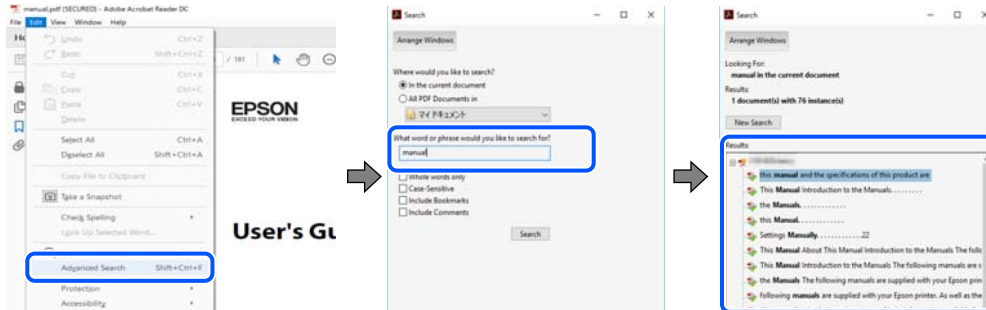 manual.pdf (SECURED) - Adobe Acrobat Reader DC
File Edit View Window Help
Undo Ctrl+Z
Shift+Ctrl+Z
Cut Ctrl+X
Copy Ctrl+C
Paste Ctrl+V
Delete
Select All Ctrl+A
Deselect All Shift+Ctrl+A
Copy File to Clipboard
Take a Snapshot
Check Spelling
Look Up Selected Word...
Advanced Search Shift+Ctrl+F
Protection
Accessibility
/ 181
EPSON
EXCEED YOUR VISION
User's Gu
Search
Arrange Windows
Where would you like to search?
In the current document
All PDF Documents in
マイドキュメント
What word or phrase would you like to search for?
manual
Whole words only
Case-Sensitive
Include Bookmarks
Include Comments
Search
Search
Arrange Windows
Looking For:
manual in the current document
Results:
1 document(s) with 76 instance(s)
New Search
Results:
this manual and the specifications of this product are
This Manual Introduction to the Manuals. . . . . . . . .
the Manuals. . . . . . . . . . . . .
this Manual. . . . . . . . . . . . .
Settings Manually. . . . . . . . . . . . .22
This Manual About This Manual Introduction to the Manuals The follo
This Manual Introduction to the Manuals The following manuals are s
the Manuals The following manuals are supplied with your Epson prin
following manuals are supplied with your Epson printer. As well as the